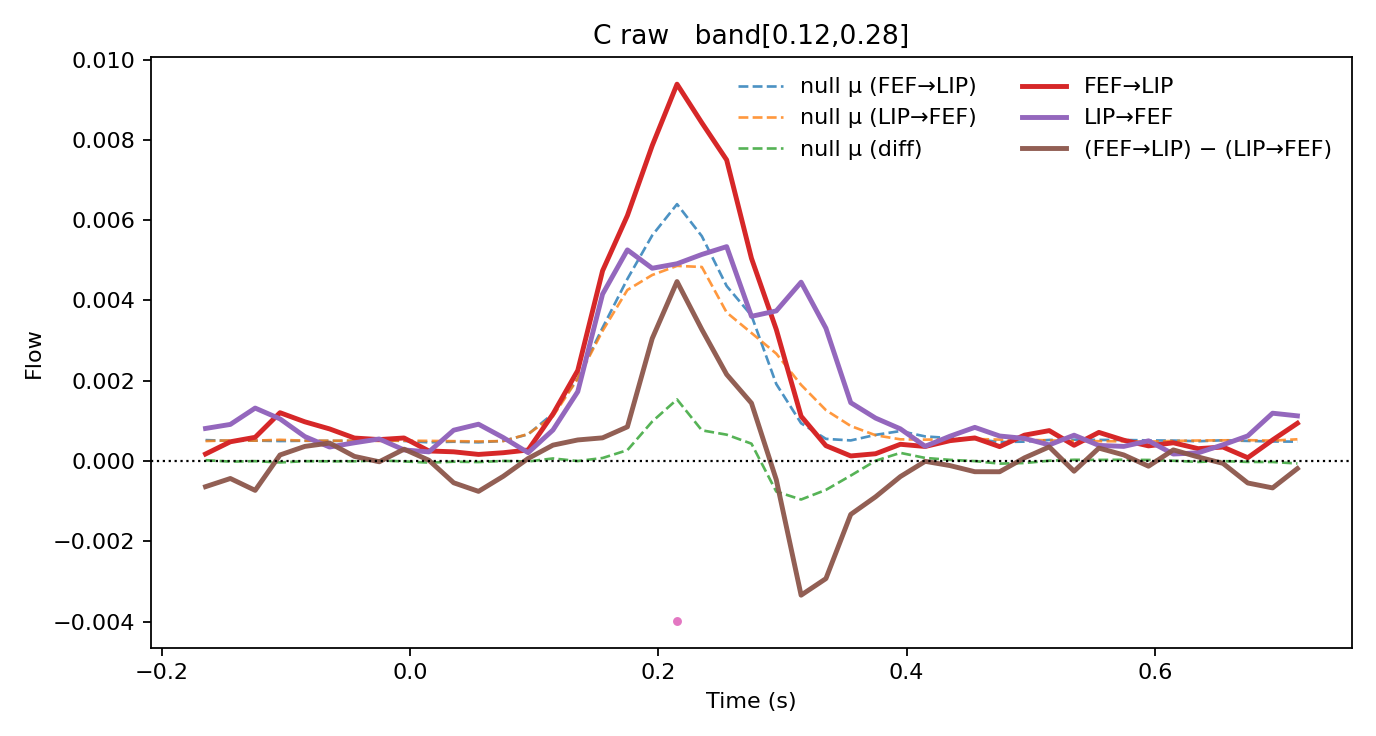 C raw   band[0.12,0.28]
0.010
0.008
0.006
0.004
0.002
0.000
−0.002
−0.004
Flow
null μ (FEF→LIP)
null μ (LIP→FEF)
null μ (diff)
FEF→LIP
LIP→FEF
(FEF→LIP) − (LIP→FEF)
−0.2 0.0 0.2 0.4 0.6
Time (s)